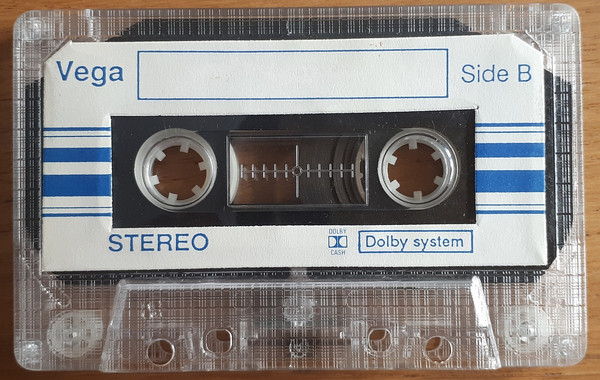 Vega
Side B
STEREO
DOLBY
CASH
Dolby system